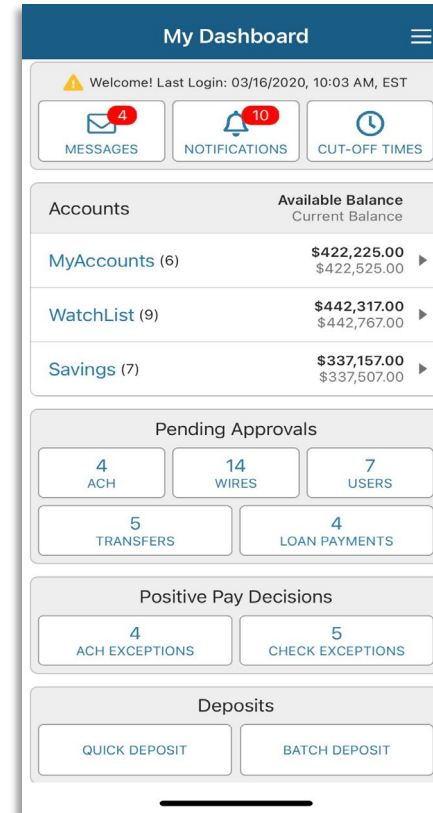 My Dashboard
Welcome! Last Login: 03/16/2020, 10:03 AM, EST
4
MESSAGES
10
NOTIFICATIONS
CUT-OFF TIMES
Accounts
Available Balance
Current Balance
MyAccounts (6)
$422,225.00
$422,525.00
WatchList (9)
$442,317.00
$442,767.00
Savings (7)
$337,157.00
$337,507.00
Pending Approvals
4
ACH
14
WIRES
7
USERS
5
TRANSFERS
4
LOAN PAYMENTS
Positive Pay Decisions
4
ACH EXCEPTIONS
5
CHECK EXCEPTIONS
Deposits
QUICK DEPOSIT
BATCH DEPOSIT